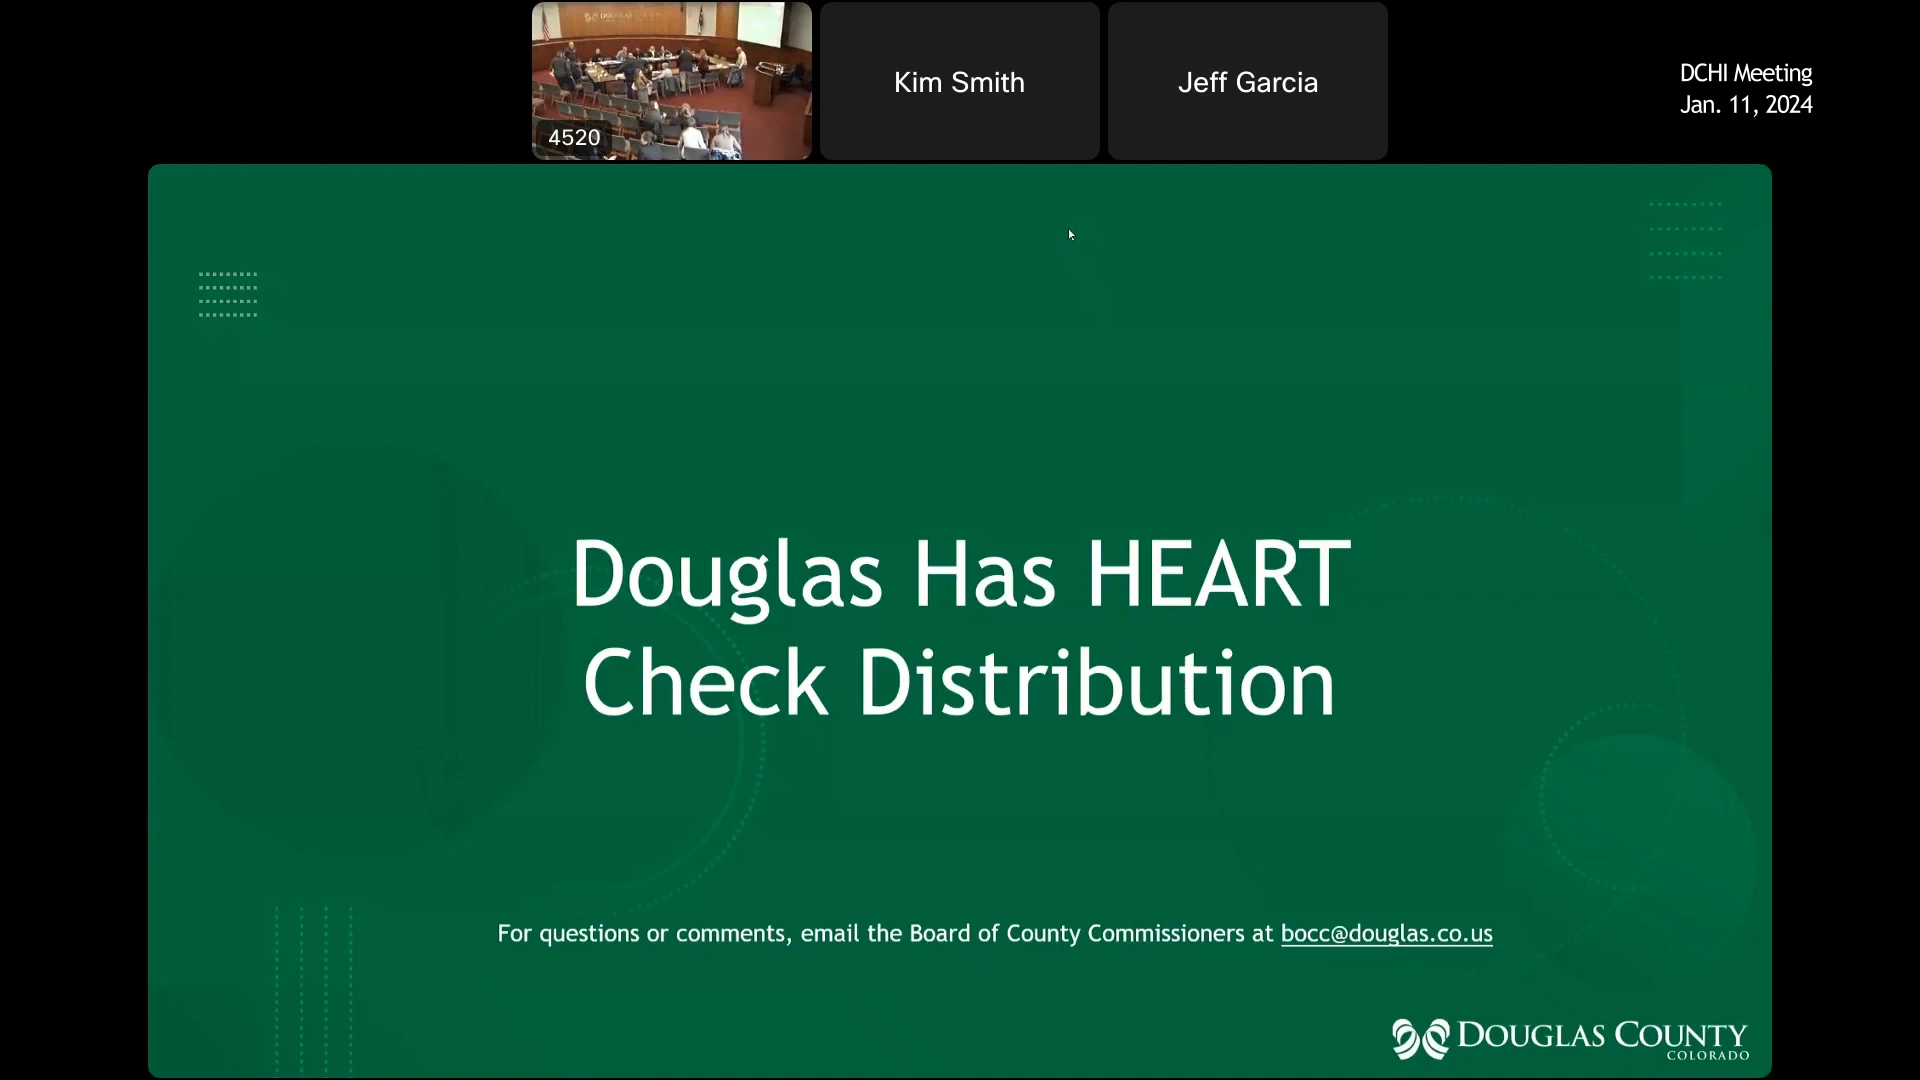 4520
Kim Smith
Jeff Garcia
DCHI Meeting
Jan. 11, 2024
Douglas Has HEART
Check Distribution
For questions or comments, email the Board of County Commissioners at bocc@douglas.co.us
DOUGLAS COUNTY
COLORADO